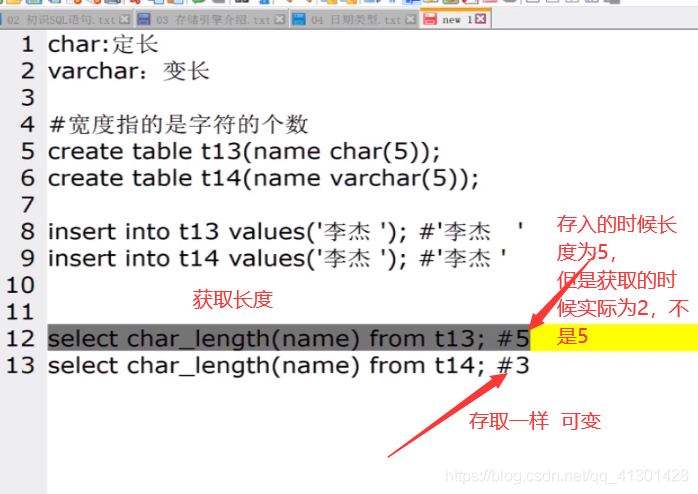 02 初识SQL语句.txt 03 存储引擎介绍.txt 04 日期类型.txt new 1
1 char:定长
2 varchar：变长
3
4 #宽度指的是字符的个数
5 create table t13(name char(5));
6 create table t14(name varchar(5));
7
8 insert into t13 values('李杰 '); #'李杰   '
9 insert into t14 values('李杰 '); #'李杰 '
10
11
12 select char_length(name) from t13; #5
13 select char_length(name) from t14; #3
获取长度
存入的时候长
度为5，
但是获取的时
候实际为2，不
是5
存取一样 可变
https://blog.csdn.net/qq_41301428